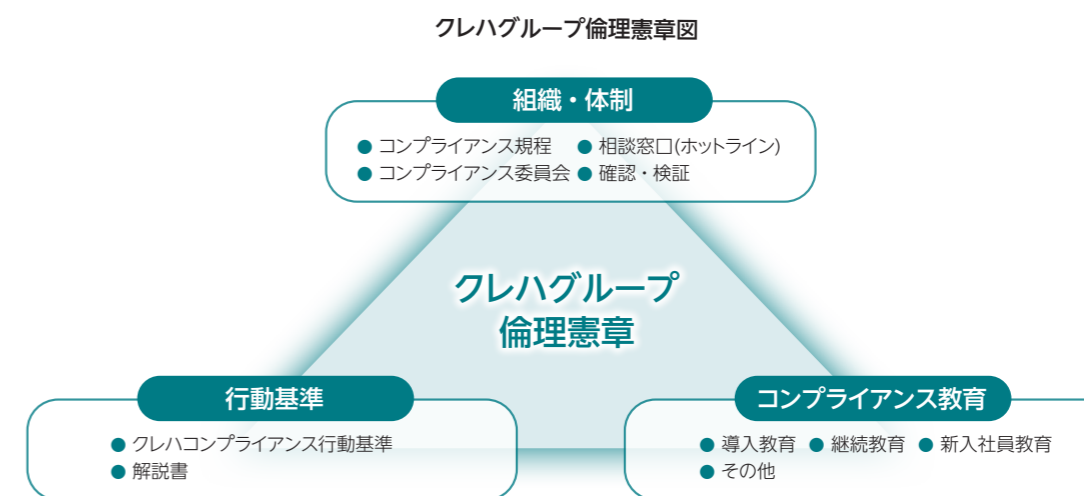 クレハグループ倫理憲章図
組織・体制
● コンプライアンス規程 ● 相談窓口(ホットライン)
● コンプライアンス委員会 ● 確認・検証
クレハグループ
倫理憲章
行動基準
● クレハコンプライアンス行動基準
● 解説書
コンプライアンス教育
● 導入教育 ● 継続教育 ● 新入社員教育
● その他